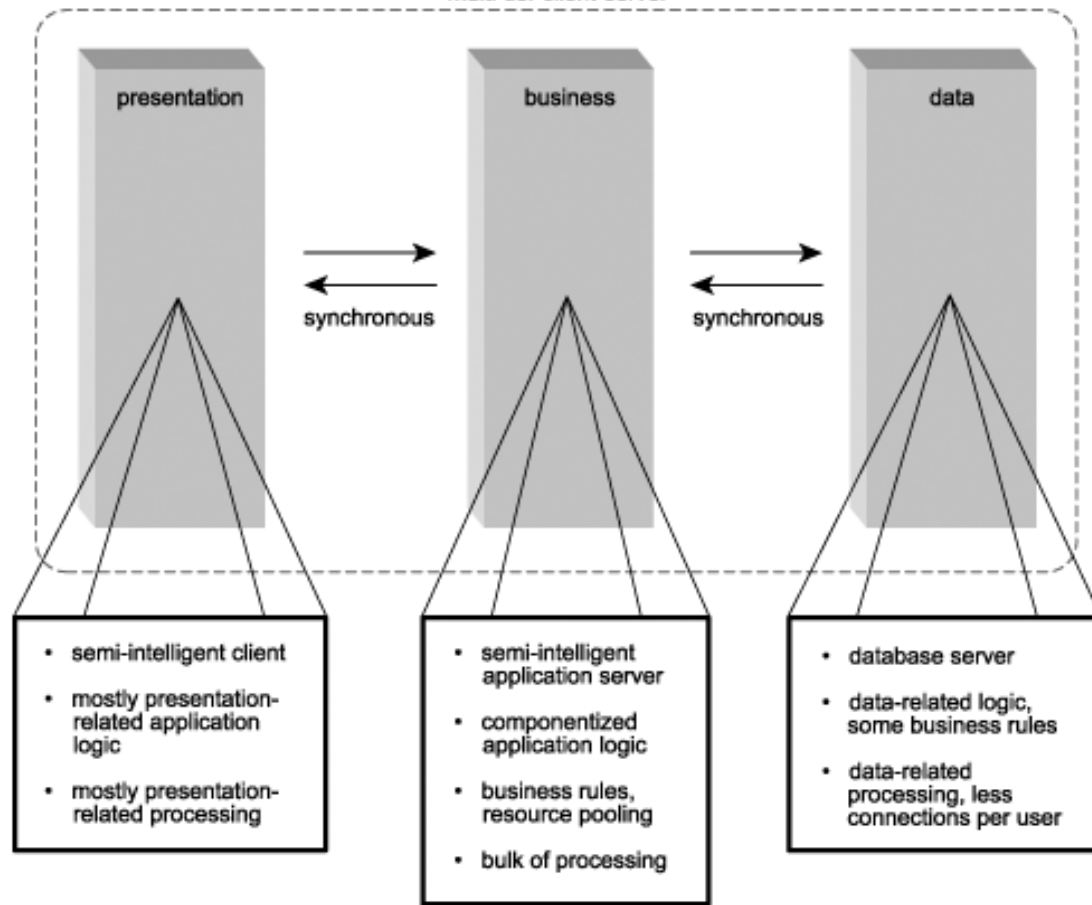 presentation
business
data
synchronous
synchronous
• semi-intelligent client
• mostly presentation-
related application
logic
• mostly presentation-
related processing
• semi-intelligent
application server
• componentized
application logic
• business rules,
resource pooling
• bulk of processing
• database server
• data-related logic,
some business rules
• data-related
processing, less
connections per user